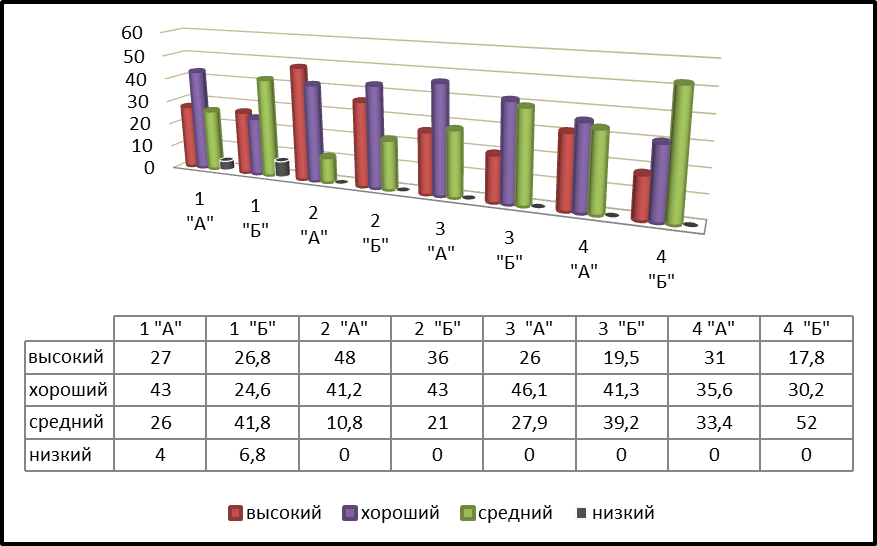 60
50
40
30
20
10
0
1 "А"
1 "Б"
2 "А"
2 "Б"
3 "А"
3 "Б"
4 "А"
4 "Б"
1 "А" 1 "Б" 2 "А" 2 "Б" 3 "А" 3 "Б" 4 "А" 4 "Б"
высокий 27 26,8 48 36 26 19,5 31 17,8
хороший 43 24,6 41,2 43 46,1 41,3 35,6 30,2
средний 26 41,8 10,8 21 27,9 39,2 33,4 52
низкий 4 6,8 0 0 0 0 0 0
высокий хороший средний низкий